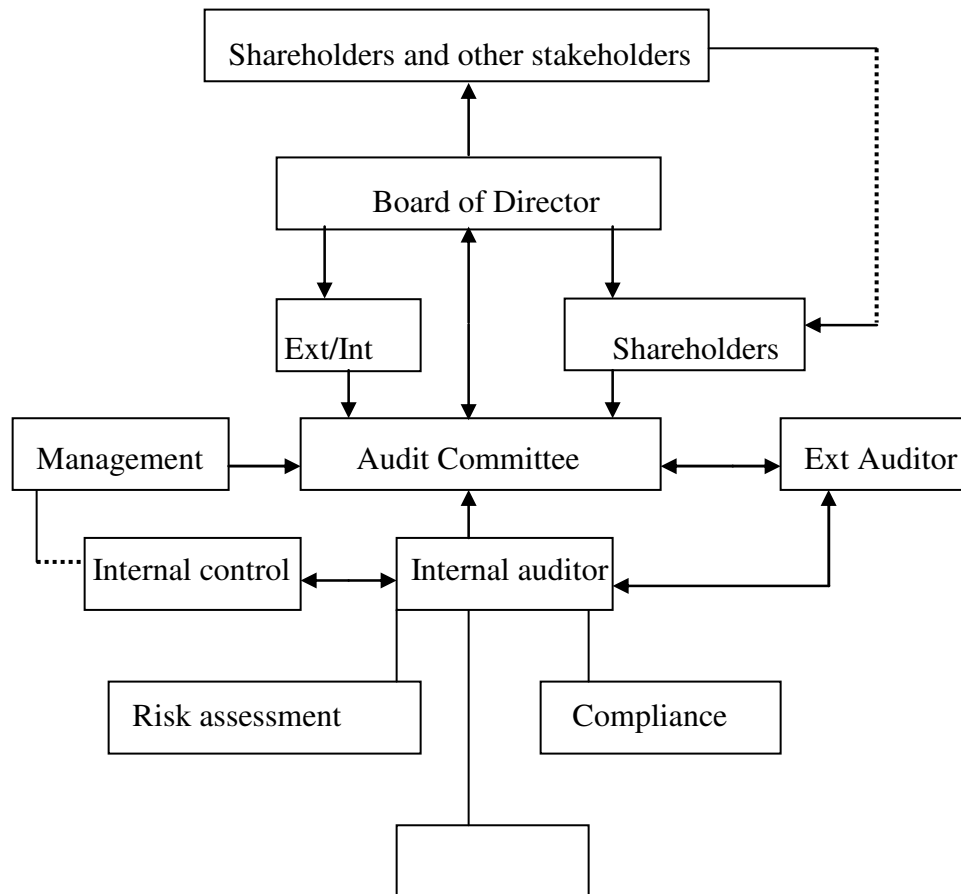 Shareholders and other stakeholders
Board of Director
Ext/Int
Shareholders
Management
Audit Committee
Ext Auditor
Internal control
Internal auditor
Risk assessment
Compliance